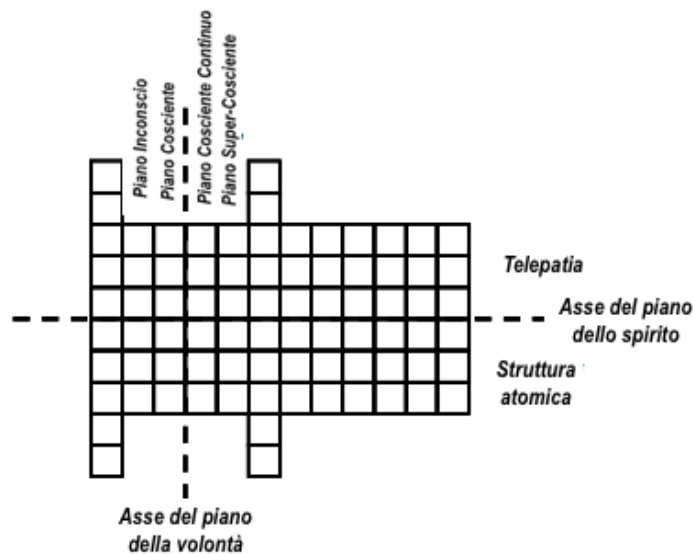 Piano Inconscio
Piano Cosciente
Piano Cosciente Continuo
Piano Super-Cosciente
Telepatia
Asse del piano
dello spirito
Struttura
atomica
Asse del piano
della volontà